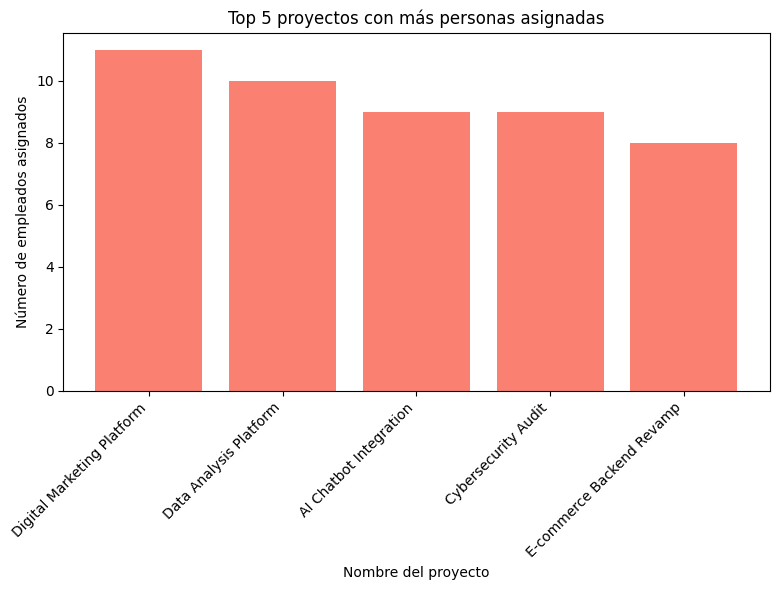 Top 5 proyectos con más personas asignadas
Número de empleados asignados
10
8
6
4
2
0
Digital Marketing Platform
Data Analysis Platform
AI Chatbot Integration
Cybersecurity Audit
E-commerce Backend Revamp
Nombre del proyecto